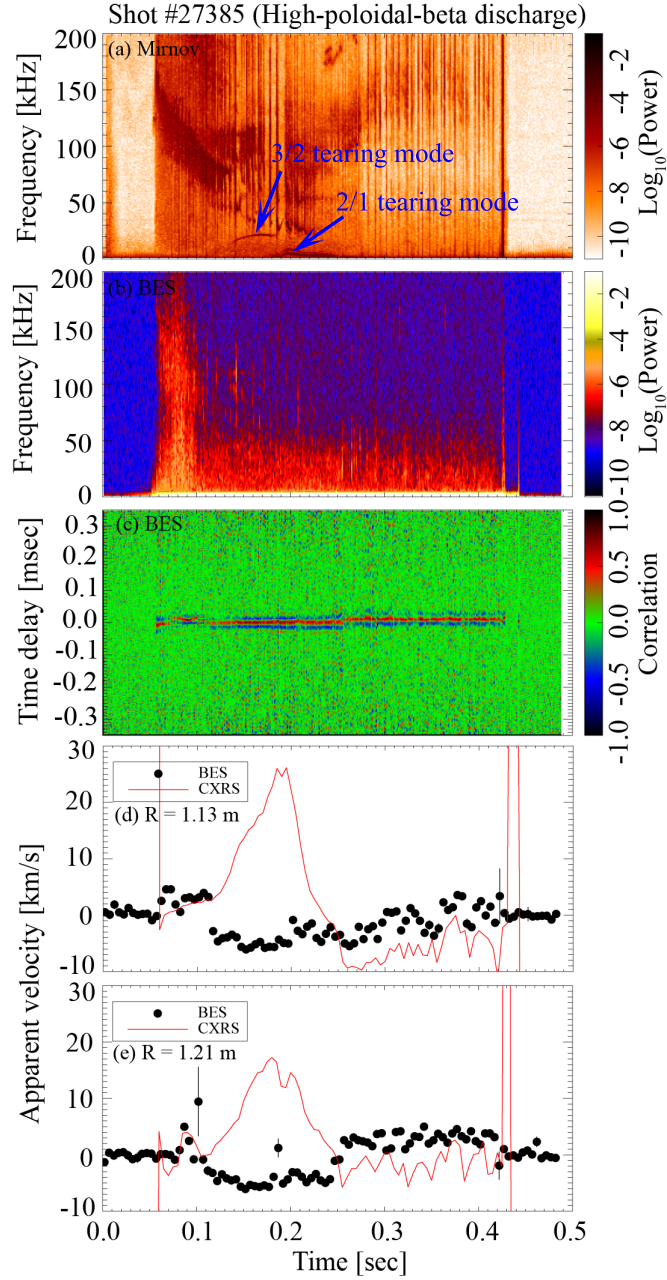 Shot #27385 (High-poloidal-beta discharge)
200
150
100
50
0
Frequency [kHz]
(a) Mirnov
3/2 tearing mode
2/1 tearing mode
-2
-4
-6
-8
-10
Log10(Power)
200
150
100
50
0
Frequency [kHz]
(b) BES
-2
-4
-6
-8
-10
Log10(Power)
0.3
0.2
0.1
0.0
-0.1
-0.2
-0.3
Time delay [msec]
(c) BES
1.0
0.5
0.0
-0.5
-1.0
Correlation
30
20
10
0
-10
BES
CXRS
(d) R = 1.13 m
Apparent velocity [km/s]
30
20
10
0
-10
BES
CXRS
(e) R = 1.21 m
0.0 0.1 0.2 0.3 0.4 0.5
Time [sec]